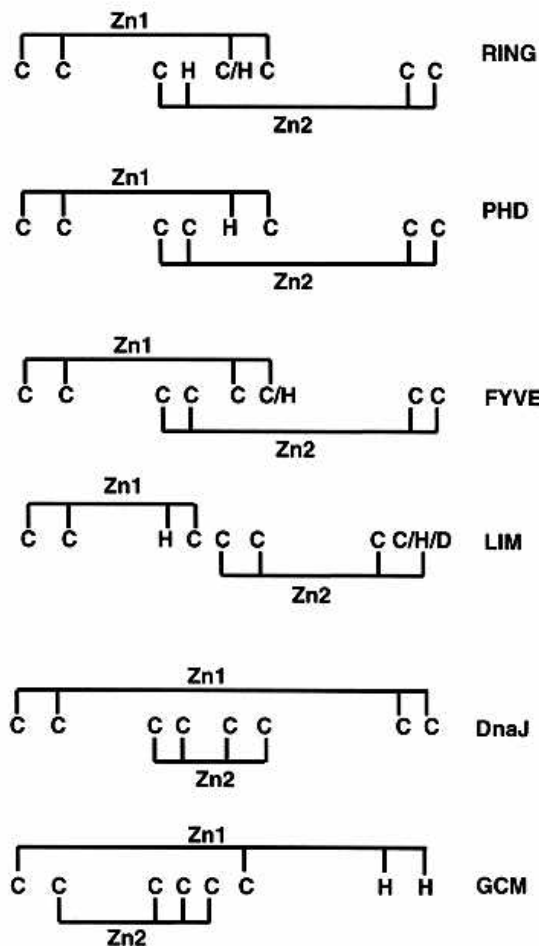 Zn1
C C C H C/H C C C RING
Zn2
Zn1
C C C C H C C C PHD
Zn2
Zn1
C C C C C C/H C C FYVE
Zn2
Zn1
C C H C C C C C/H/D LIM
Zn2
Zn1
C C C C C C C C DnaJ
Zn2
Zn1
C C C C C C H H GCM
Zn2